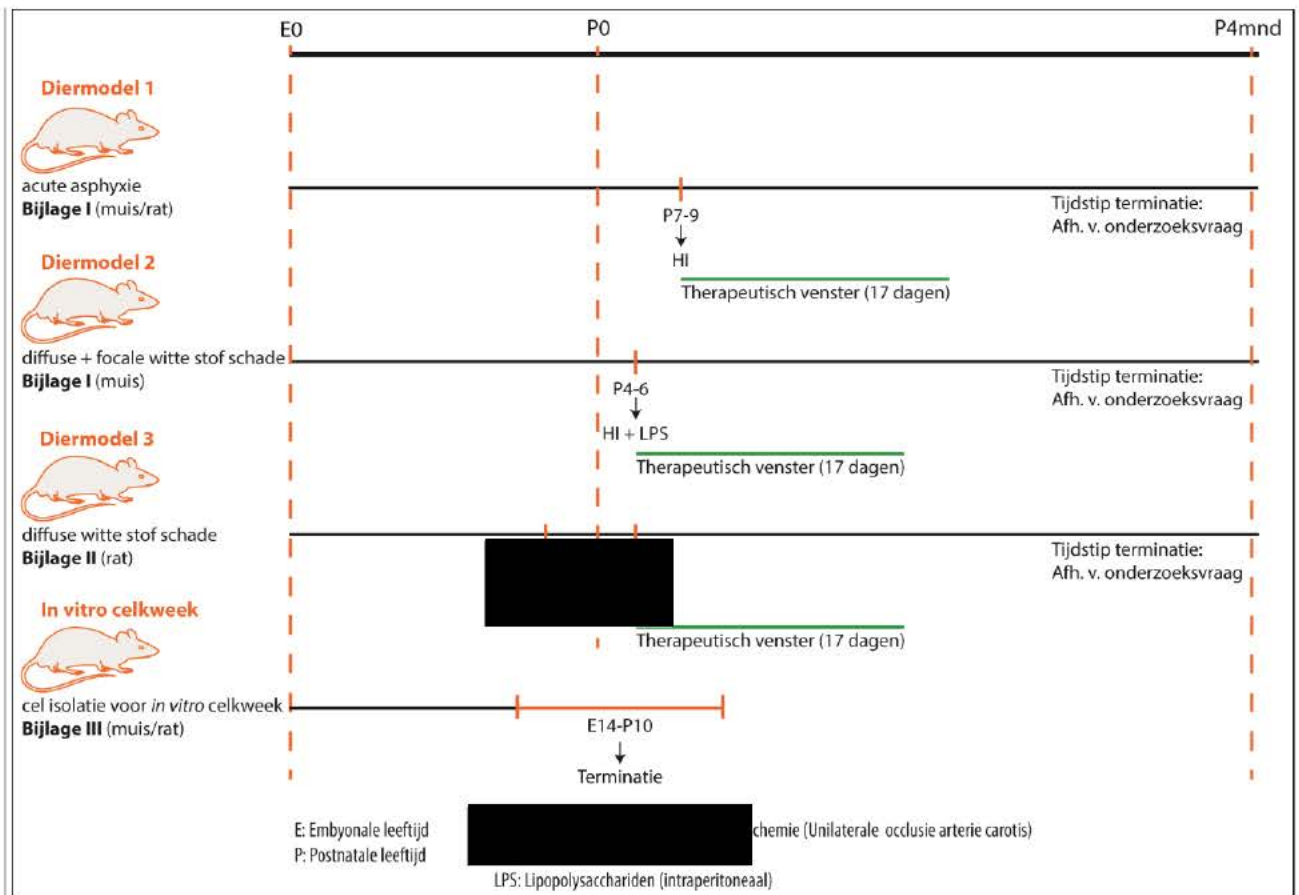 E0 P0 P4mnd
Diermodel 1
acute asphyxie
Bijlage I (muis/rat)
P7-9
HI
Therapeutisch venster (17 dagen)
Tijdstip terminatie:
Afh. v. onderzoeksvraag
Diermodel 2
diffuse + focale witte stof schade
Bijlage I (muis)
P4-6
HI + LPS
Therapeutisch venster (17 dagen)
Tijdstip terminatie:
Afh. v. onderzoeksvraag
Diermodel 3
diffuse witte stof schade
Bijlage II (rat)
Therapeutisch venster (17 dagen)
Tijdstip terminatie:
Afh. v. onderzoeksvraag
In vitro celkweek
cel isolatie voor in vitro celkweek
Bijlage III (muis/rat)
E14-P10
Terminatie
E: Embyonale leeftijd
P: Postnatale leeftijd
chemie (Unilaterale occlusie arterie carotis)
LPS: Lipopolysacchariden (intraperitoneaal)